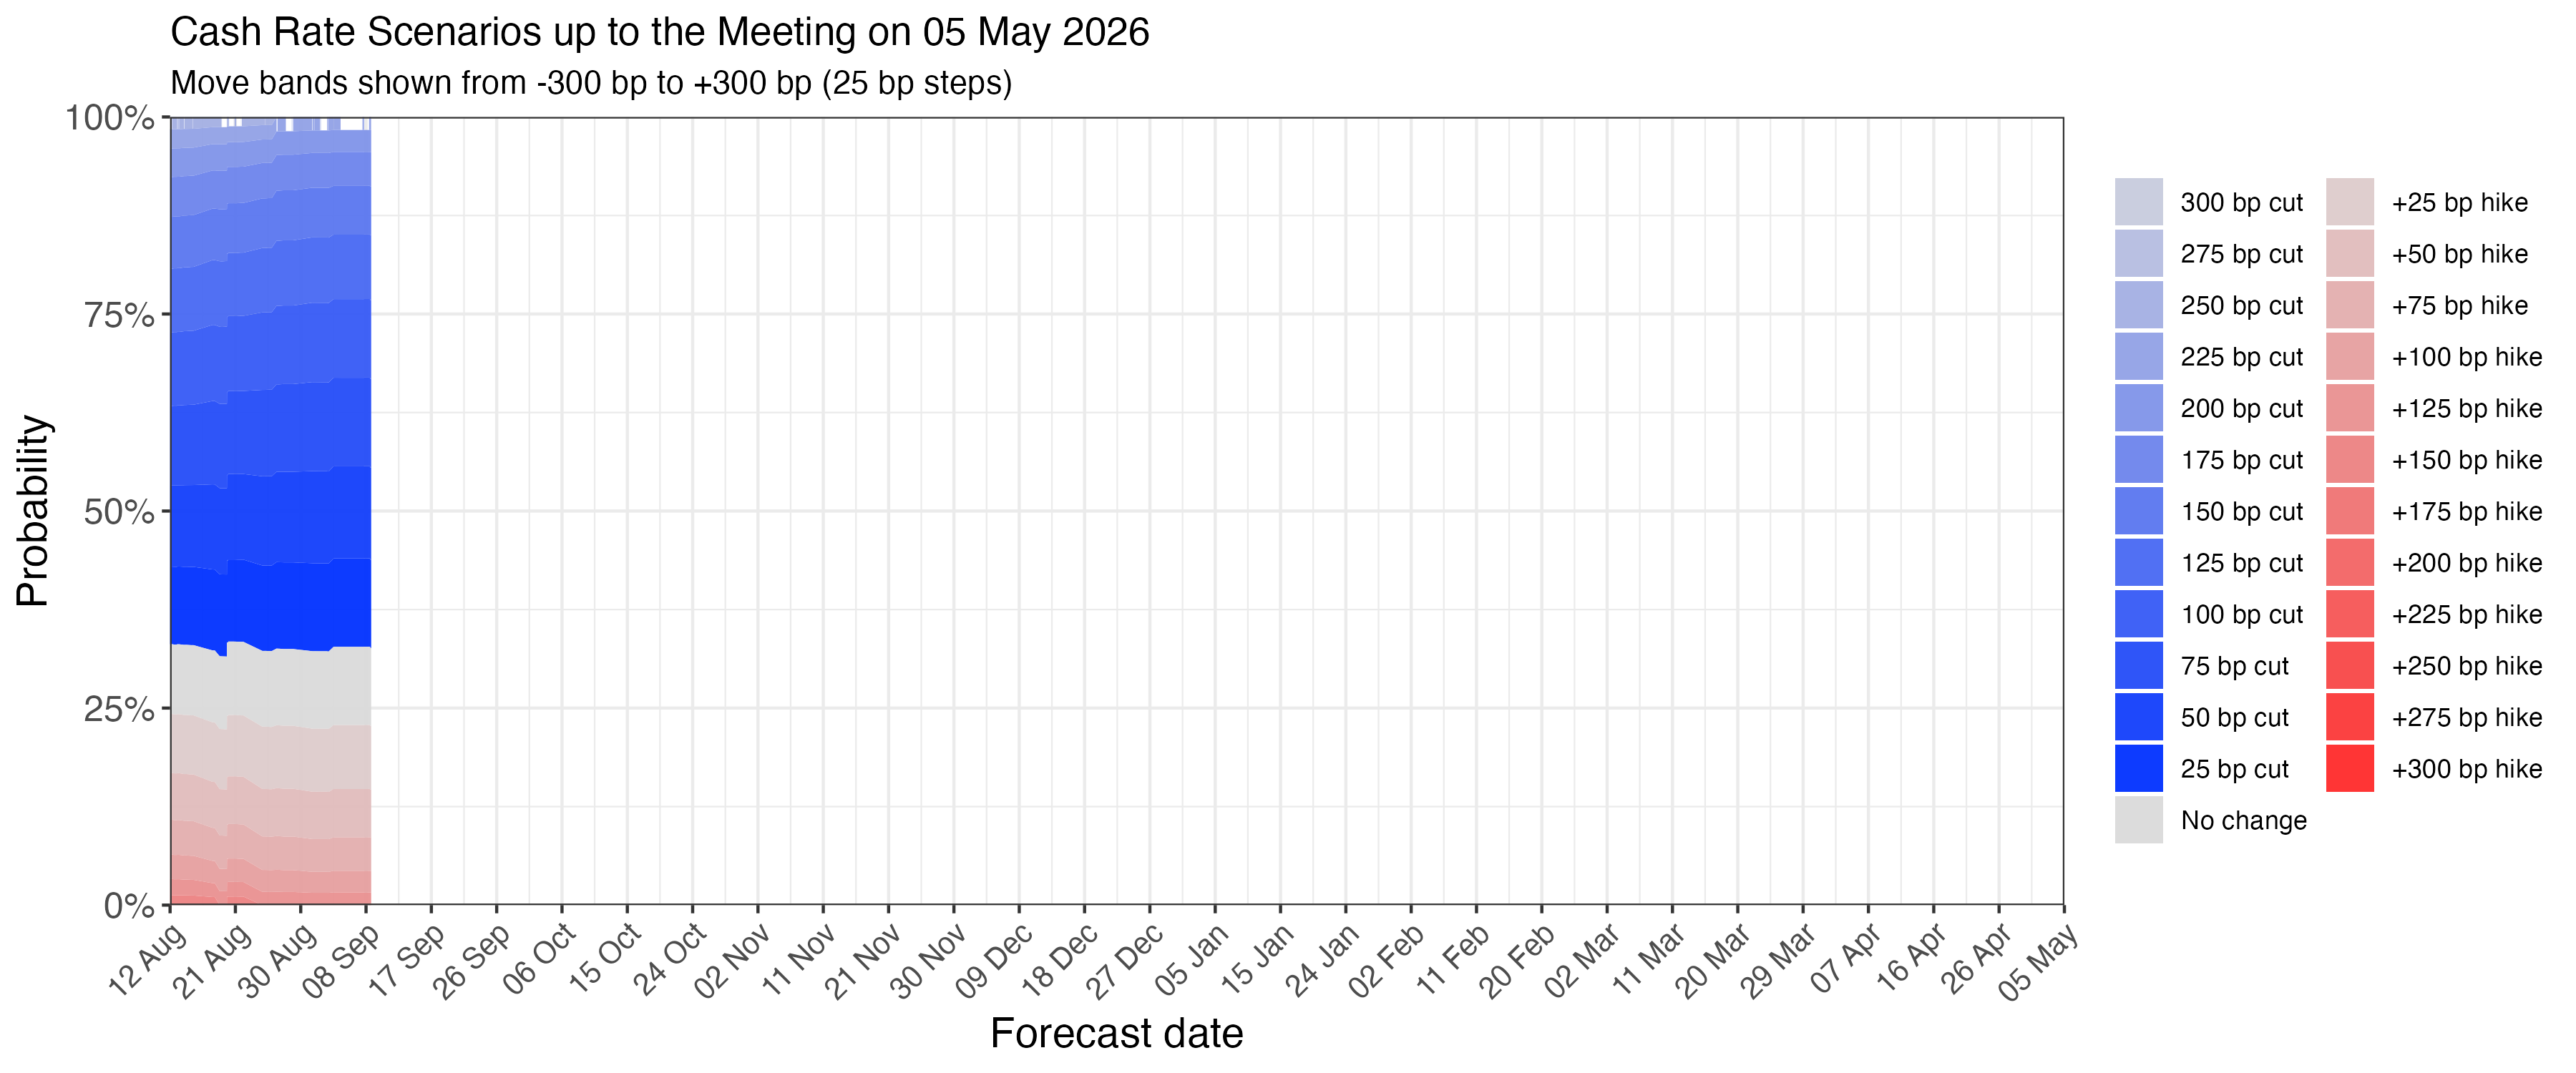 Cash Rate Scenarios up to the Meeting on 05 May 2026
Move bands shown from -300 bp to +300 bp (25 bp steps)
Probability
100%
75%
50%
25%
0%
12 Aug
21 Aug
30 Aug
08 Sep
17 Sep
26 Sep
06 Oct
15 Oct
24 Oct
02 Nov
11 Nov
21 Nov
30 Nov
09 Dec
18 Dec
27 Dec
05 Jan
15 Jan
24 Jan
02 Feb
11 Feb
20 Feb
02 Mar
11 Mar
20 Mar
29 Mar
07 Apr
16 Apr
26 Apr
05 May
Forecast date
300 bp cut
275 bp cut
250 bp cut
225 bp cut
200 bp cut
175 bp cut
150 bp cut
125 bp cut
100 bp cut
75 bp cut
50 bp cut
25 bp cut
No change
+25 bp hike
+50 bp hike
+75 bp hike
+100 bp hike
+125 bp hike
+150 bp hike
+175 bp hike
+200 bp hike
+225 bp hike
+250 bp hike
+275 bp hike
+300 bp hike